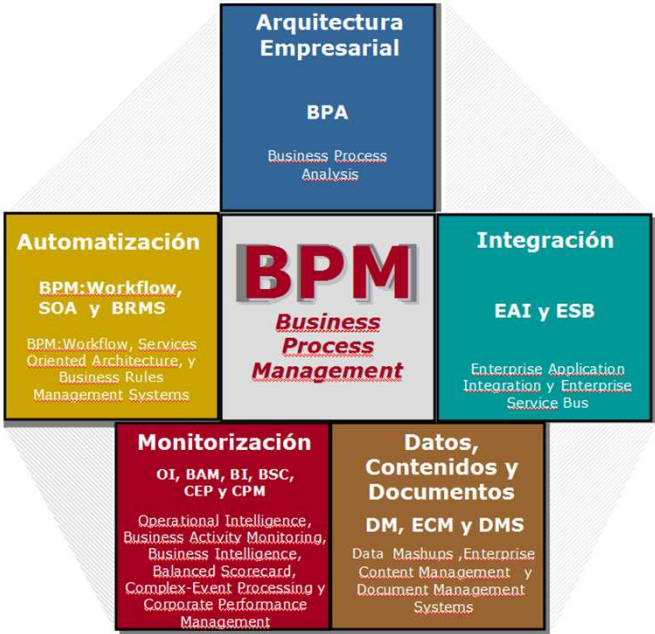 Arquitectura
Empresarial
BPA
Business Process
Analysis
Automatización
BPM:Workflow,
SOA y BRMS
BPM:Workflow, Services
Oriented Architecture, y
Business Rules
Management Systems
BPM
Business
Process
Management
Integración
EAI y ESB
Enterprise Application
Integration y Enterprise
Service Bus
Monitorización
OI, BAM, BI, BSC,
CEP y CPM
Operational Intelligence,
Business Activity Monitoring,
Business Intelligence,
Balanced Scorecard,
Complex-Event Processing y
Corporate Performance
Management
Datos,
Contenidos y
Documentos
DM, ECM y DMS
Data Mashups ,Enterprise
Content Management y
Document Management
Systems